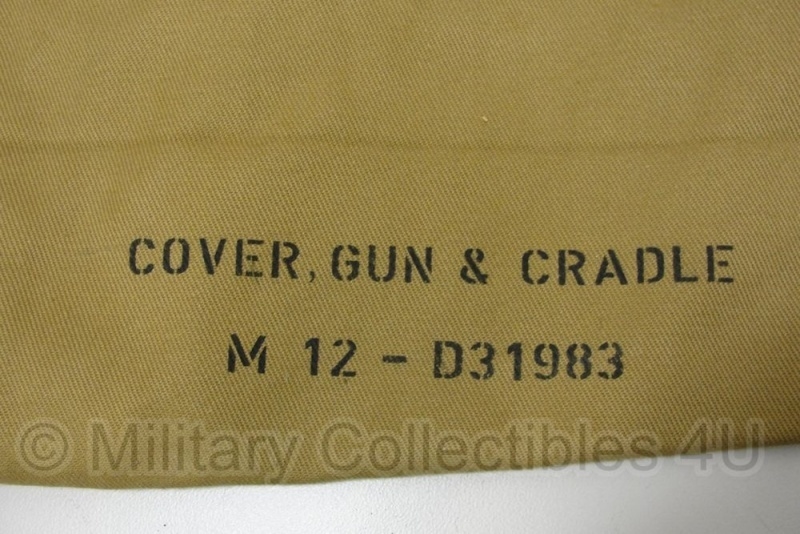 COVER, GUN & CRADLE
M 12 - D31983
© Military Collectibles 4U